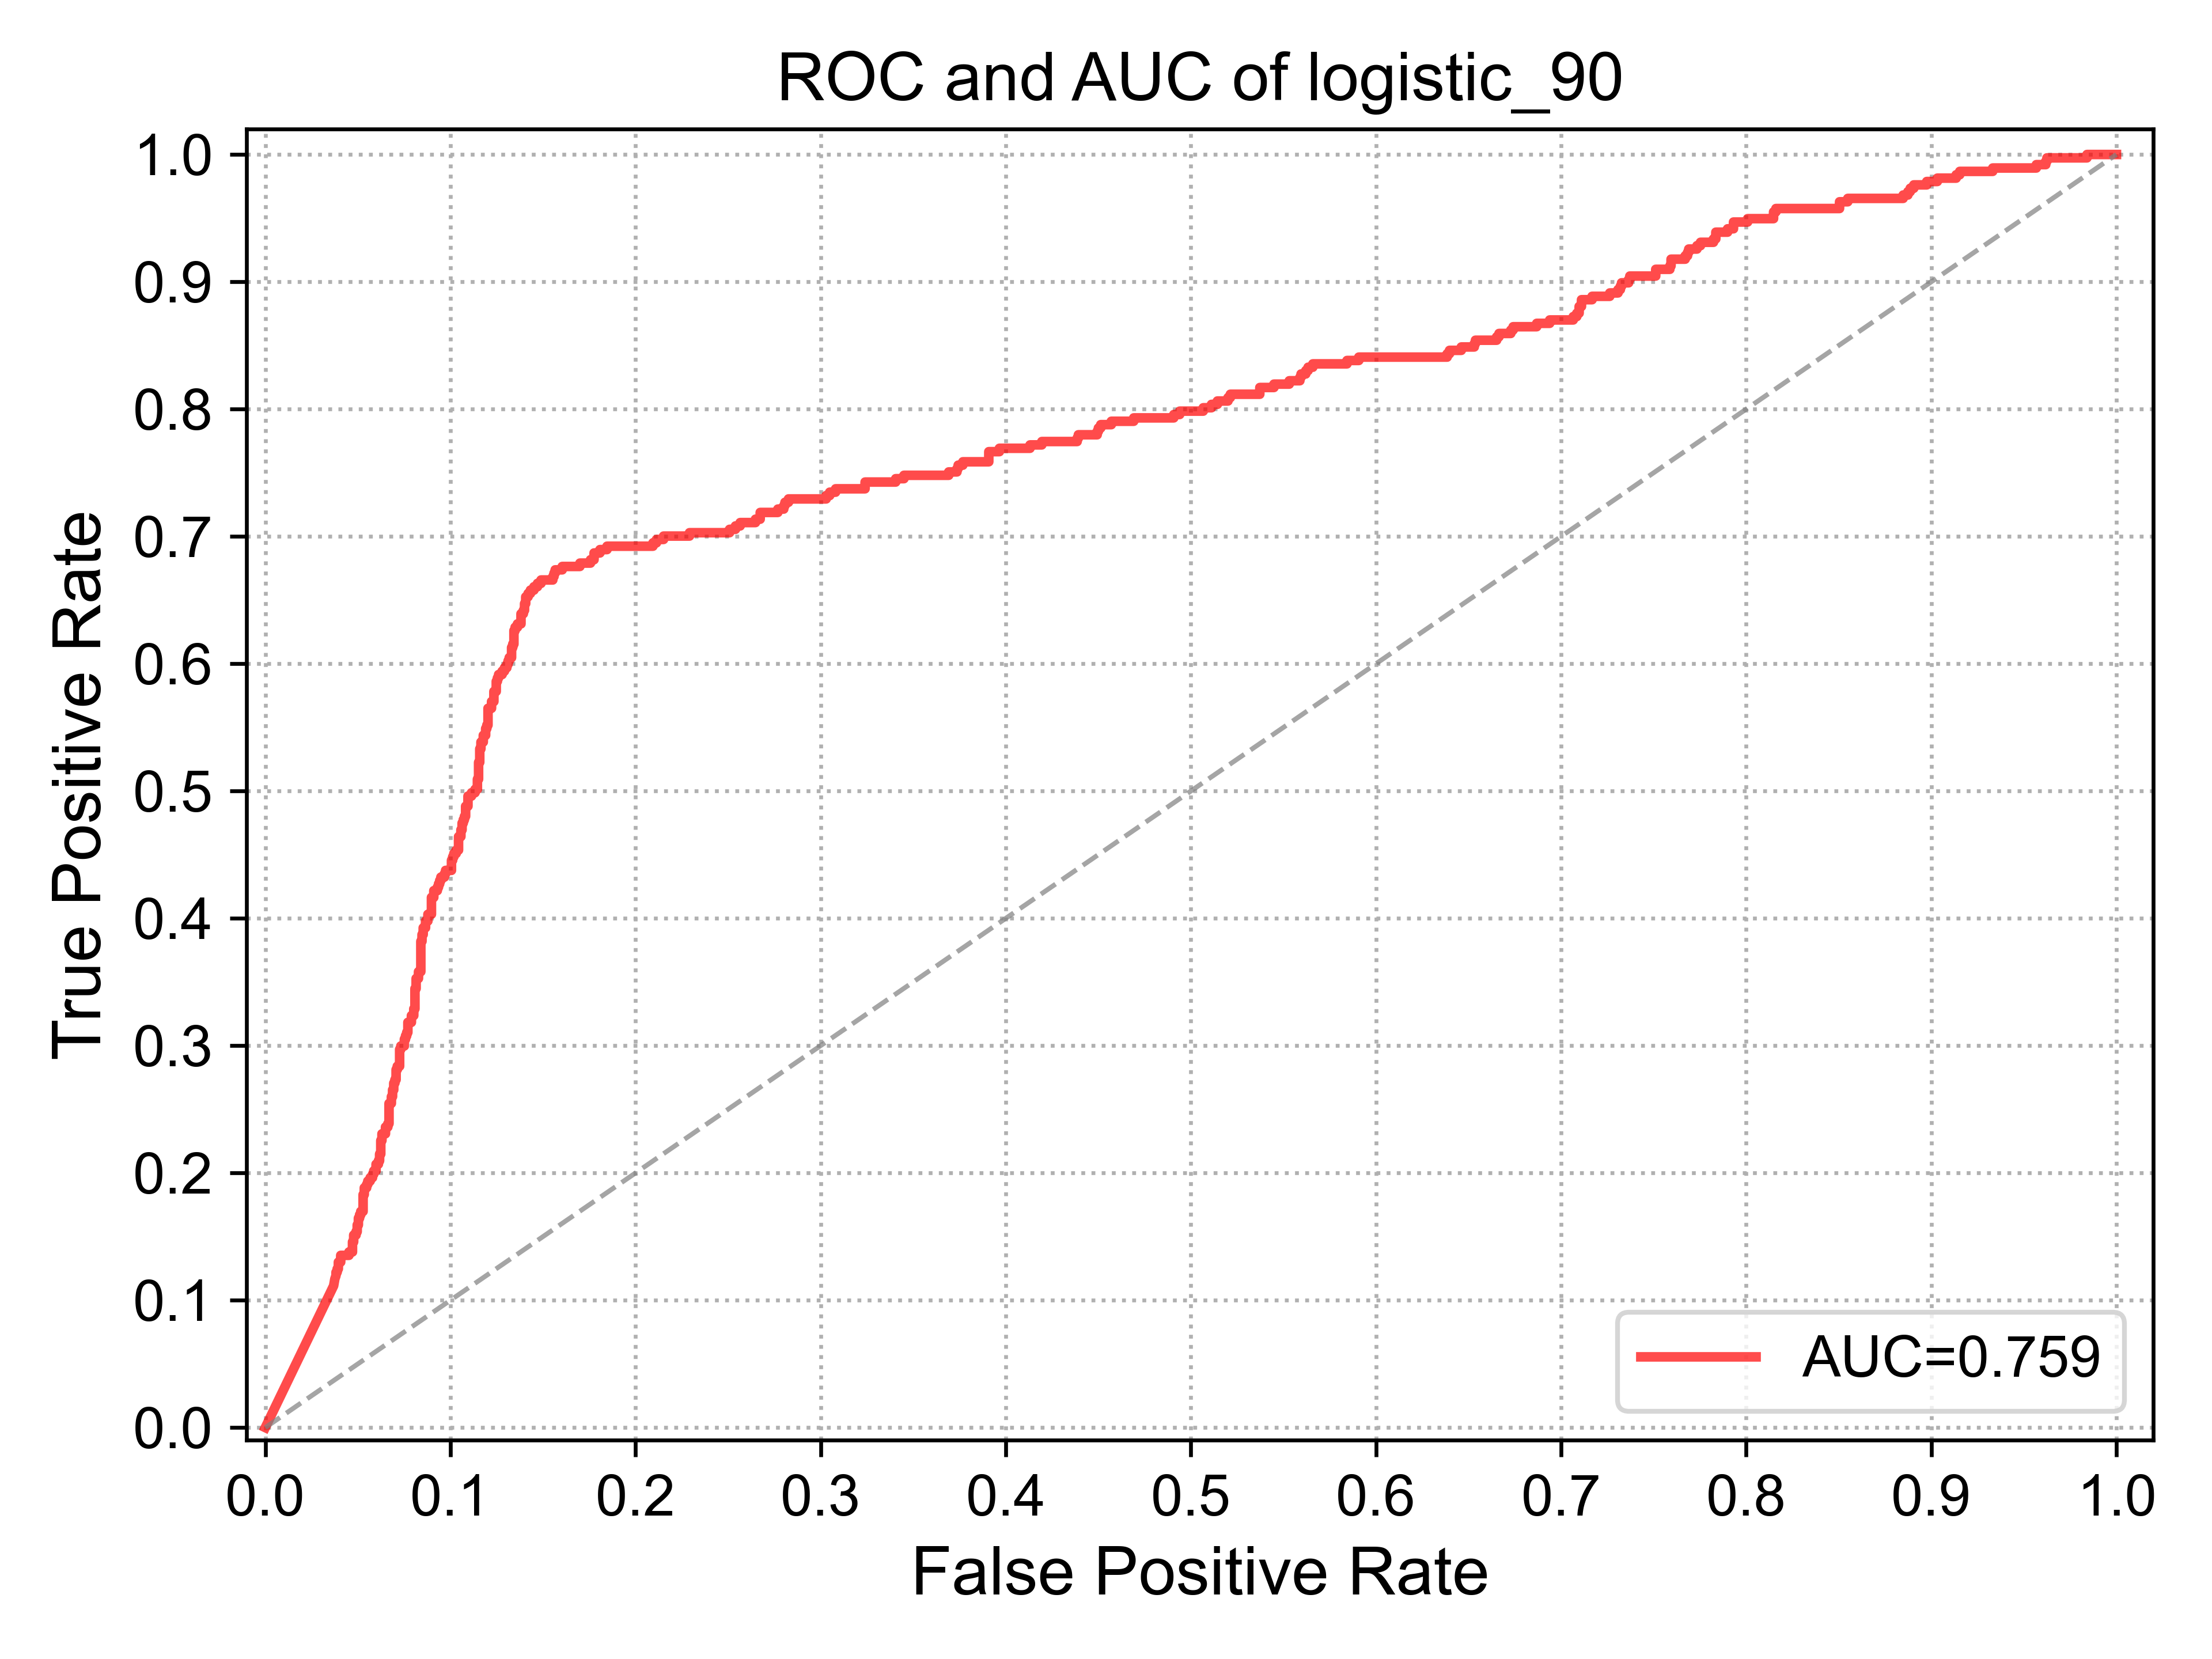 ROC and AUC of logistic_90
1.0
0.9
0.8
0.7
0.6
0.5
0.4
0.3
0.2
0.1
0.0
True Positive Rate
AUC=0.759
0.0 0.1 0.2 0.3 0.4 0.5 0.6 0.7 0.8 0.9 1.0
False Positive Rate